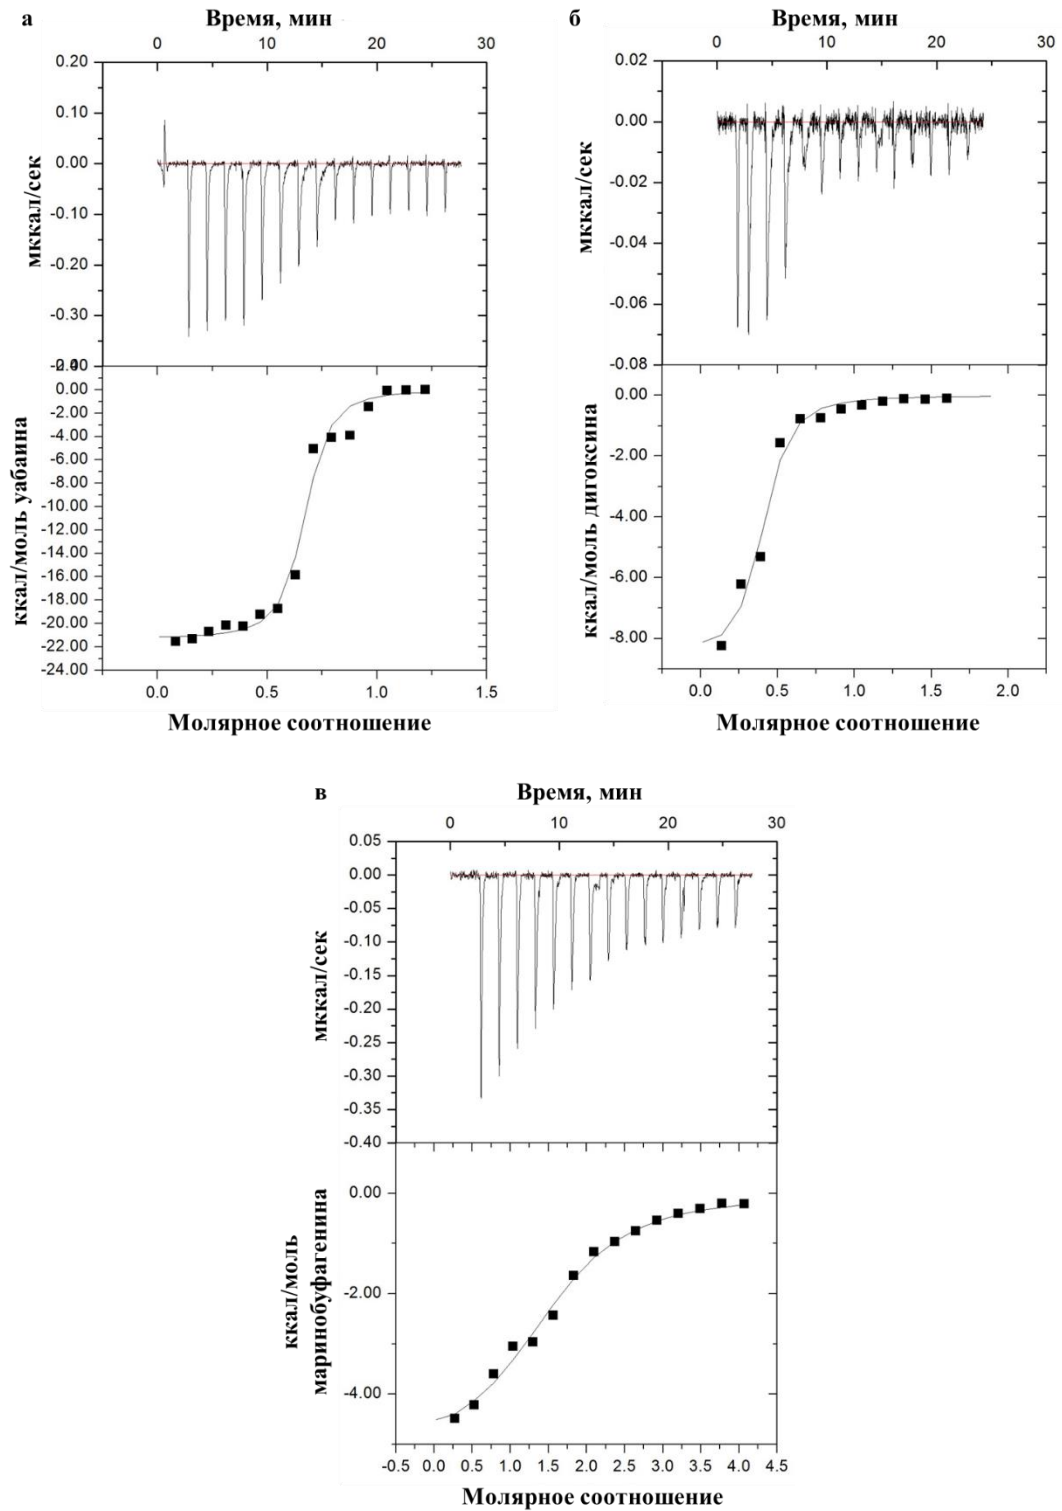 а
Время, мин
0 10 20 30
0.20
0.10
0.00
-0.10
-0.20
-0.30
мккал/сек
0.00
-2.00
-4.00
-6.00
-8.00
-10.00
-12.00
-14.00
-16.00
-18.00
-20.00
-22.00
-24.00
ккал/моль уабаина
0.0 0.5 1.0 1.5
Молярное соотношение
б
Время, мин
0 10 20 30
0.02
0.00
-0.02
-0.04
-0.06
-0.08
мккал/сек
0.00
-2.00
-4.00
-6.00
-8.00
ккал/моль дигоксина
0.0 0.5 1.0 1.5 2.0
Молярное соотношение
в
Время, мин
0 10 20 30
0.05
0.00
-0.05
-0.10
-0.15
-0.20
-0.25
-0.30
-0.35
-0.40
мккал/сек
0.00
-2.00
-4.00
ккал/моль
маринобуфагенина
-0.5 0.0 0.5 1.0 1.5 2.0 2.5 3.0 3.5 4.0 4.5
Молярное соотношение